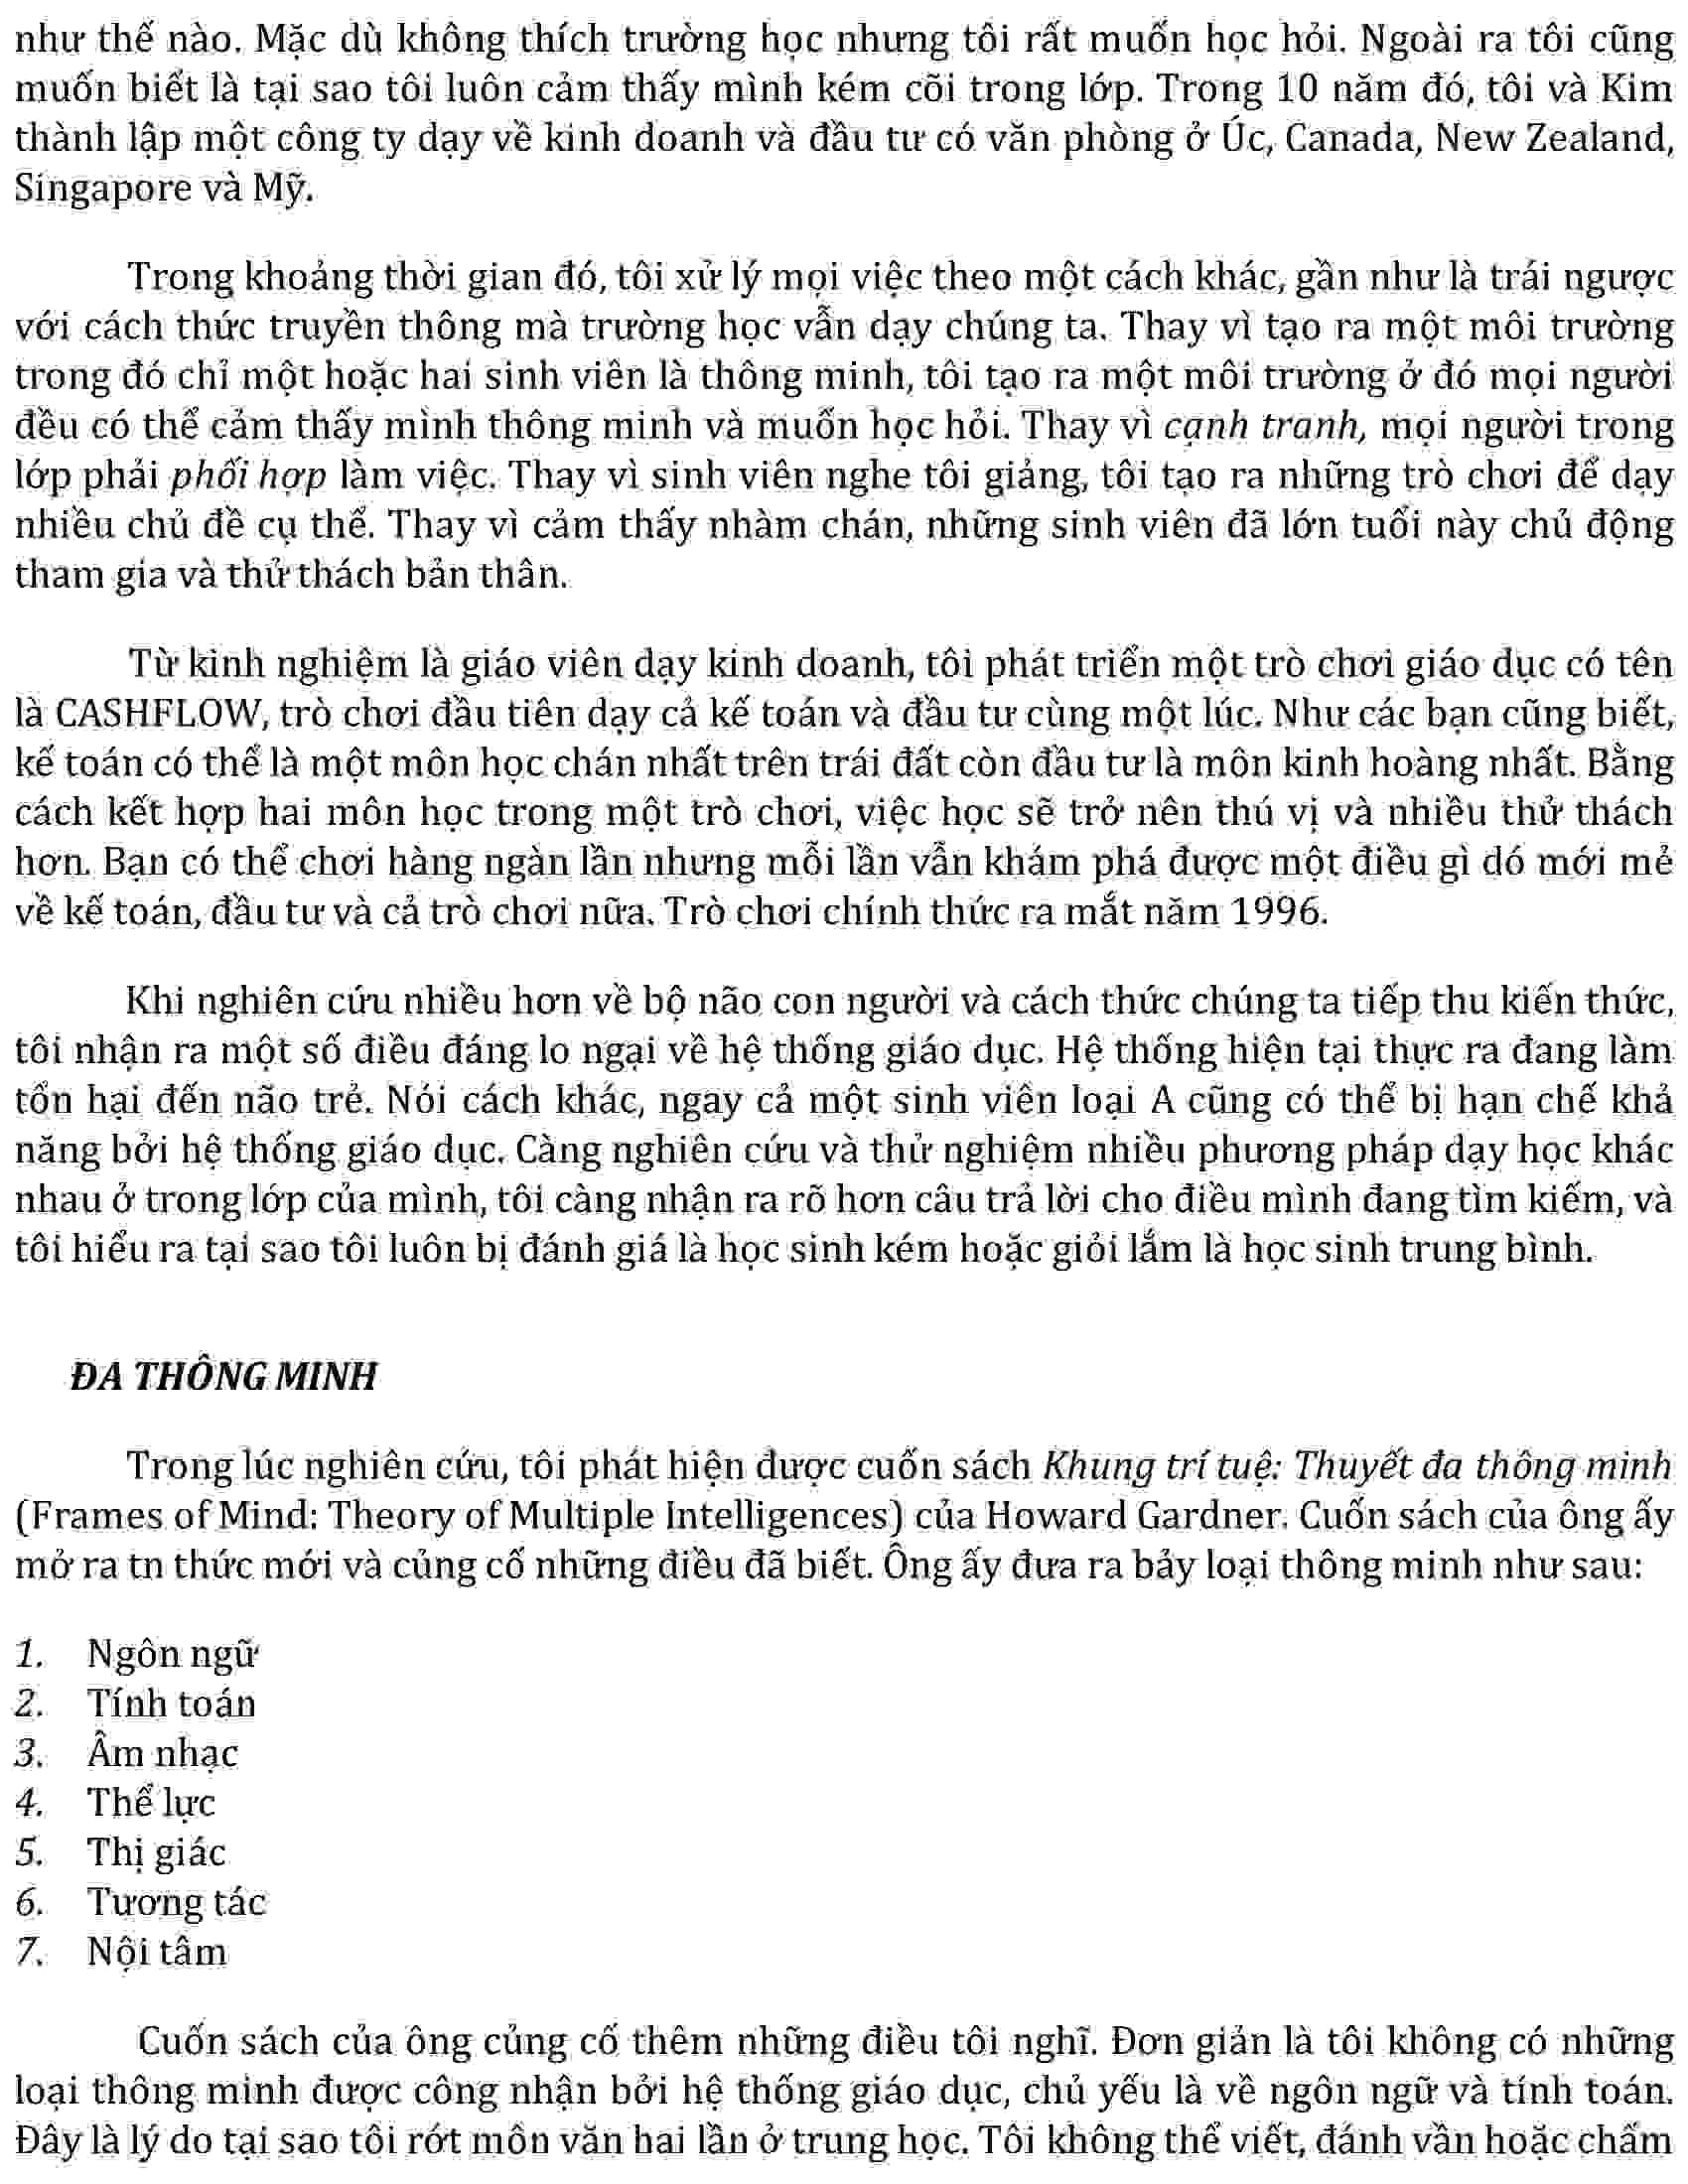 như thế nào. Mặc dù không thích trường học nhưng tôi rất muốn học hỏi. Ngoài ra tôi cũng
muốn biết là tại sao tôi luôn cảm thấy mình kém cõi trong lớp. Trong 10 năm đó, tôi và Kim
thành lập một công ty dạy về kinh doanh và đầu tư có văn phòng ở Úc, Canada, New Zealand,
Singapore và Mỹ.
Trong khoảng thời gian đó, tôi xử lý mọi việc theo một cách khác, gần như là trái ngược
với cách thức truyền thông mà trường học vẫn dạy chúng ta. Thay vì tạo ra một môi trường
trong đó chỉ một hoặc hai sinh viên là thông minh, tôi tạo ra một môi trường ở đó mọi người
đều có thể cảm thấy mình thông minh và muốn học hỏi. Thay vì cạnh tranh, mọi người trong
lớp phải phối hợp làm việc. Thay vì sinh viên nghe tôi giảng, tôi tạo ra những trò chơi để dạy
nhiều chủ đề cụ thể. Thay vì cảm thấy nhàm chán, những sinh viên đã lớn tuổi này chủ động
tham gia và thử thách bản thân.
Từ kinh nghiệm là giáo viên dạy kinh doanh, tôi phát triển một trò chơi giáo dục có tên
là CASHFLOW, trò chơi đầu tiên dạy cả kế toán và đầu tư cùng một lúc. Như các bạn cũng biết,
kế toán có thể là một môn học chán nhất trên trái đất còn đầu tư là môn kinh hoàng nhất. Bằng
cách kết hợp hai môn học trong một trò chơi, việc học sẽ trở nên thú vị và nhiều thử thách
hơn. Bạn có thể chơi hàng ngàn lần nhưng mỗi lần vẫn khám phá được một điều gì dó mới mẻ
về kế toán, đầu tư và cả trò chơi nữa. Trò chơi chính thức ra mắt năm 1996.
Khi nghiên cứu nhiều hơn về bộ não con người và cách thức chúng ta tiếp thu kiến thức,
tôi nhận ra một số điều đáng lo ngại về hệ thống giáo dục. Hệ thống hiện tại thực ra đang làm
tổn hại đến não trẻ. Nói cách khác, ngay cả một sinh viên loại A cũng có thể bị hạn chế khả
năng bởi hệ thống giáo dục. Càng nghiên cứu và thử nghiệm nhiều phương pháp dạy học khác
nhau ở trong lớp của mình, tôi càng nhận ra rõ hơn câu trả lời cho điều mình đang tìm kiếm, và
tôi hiểu ra tại sao tôi luôn bị đánh giá là học sinh kém hoặc giỏi lắm là học sinh trung bình.
ĐA THÔNG MINH
Trong lúc nghiên cứu, tôi phát hiện được cuốn sách Khung trí tuệ: Thuyết đa thông minh
(Frames of Mind: Theory of Multiple Intelligences) của Howard Gardner. Cuốn sách của ông ấy
mở ra tn thức mới và củng cố những điều đã biết. Ông ấy đưa ra bảy loại thông minh như sau:
1. Ngôn ngữ
2. Tính toán
3. Âm nhạc
4. Thể lực
5. Thị giác
6. Tương tác
7. Nội tâm
Cuốn sách của ông củng cố thêm những điều tôi nghĩ. Đơn giản là tôi không có những
loại thông minh được công nhận bởi hệ thống giáo dục, chủ yếu là về ngôn ngữ và tính toán.
Đây là lý do tại sao tôi rớt môn văn hai lần ở trung học. Tôi không thể viết, đánh vần hoặc chấm